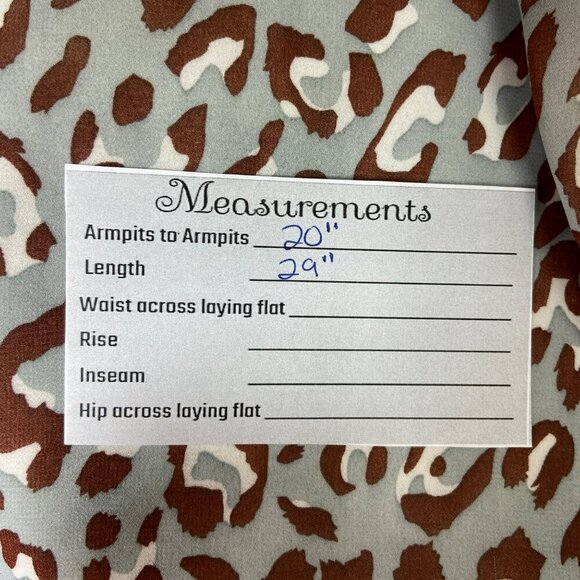 Measurements
Armpits to Armpits 20"
Length 29"
Waist across laying flat
Rise
Inseam
Hip across laying flat